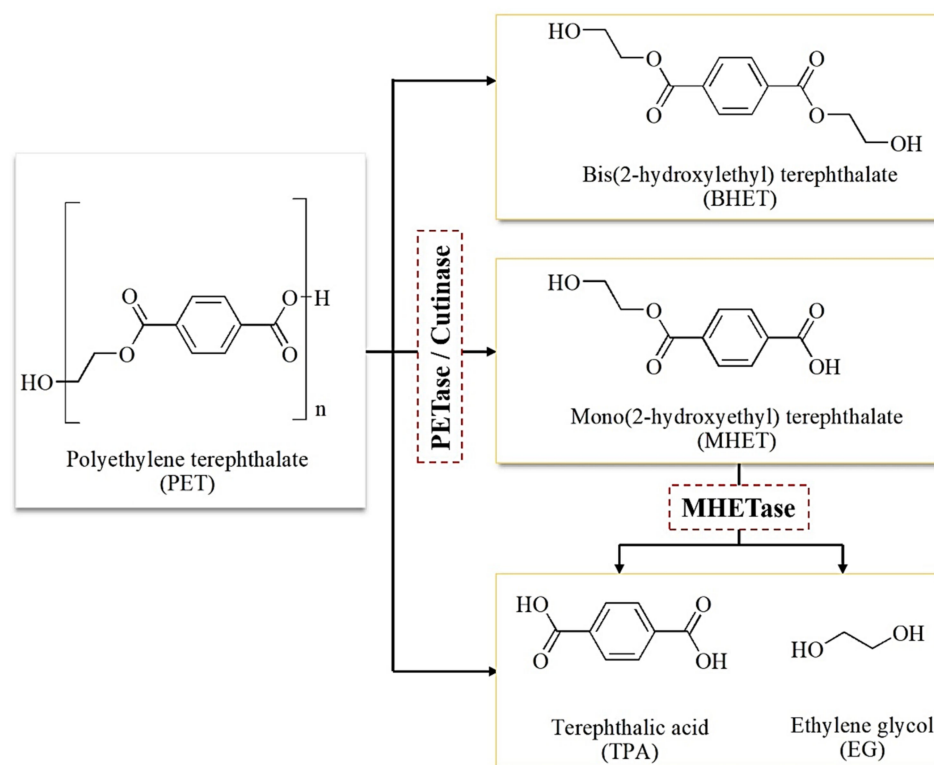 HO
O
O
O
O
OH
Bis(2-hydroxylethyl) terephthalate
(BHET)
O
O
O
O
H
HO
n
Polyethylene terephthalate
(PET)
PETase / Cutinase
HO
O
O
O
OH
Mono(2-hydroxyethyl) terephthalate
(MHET)
MHETase
HO
O
O
OH
Terephthalic acid
(TPA)
HO
OH
Ethylene glycol
(EG)